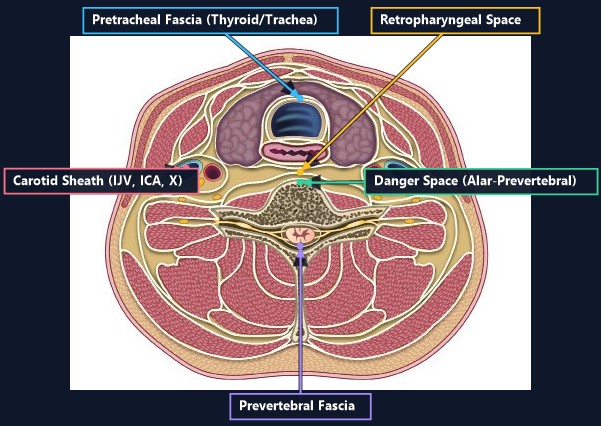 Pretracheal Fascia (Thyroid/Trachea)
Retropharyngeal Space
Carotid Sheath (IJV, ICA, X)
Danger Space (Alar-Prevertebral)
Prevertebral Fascia